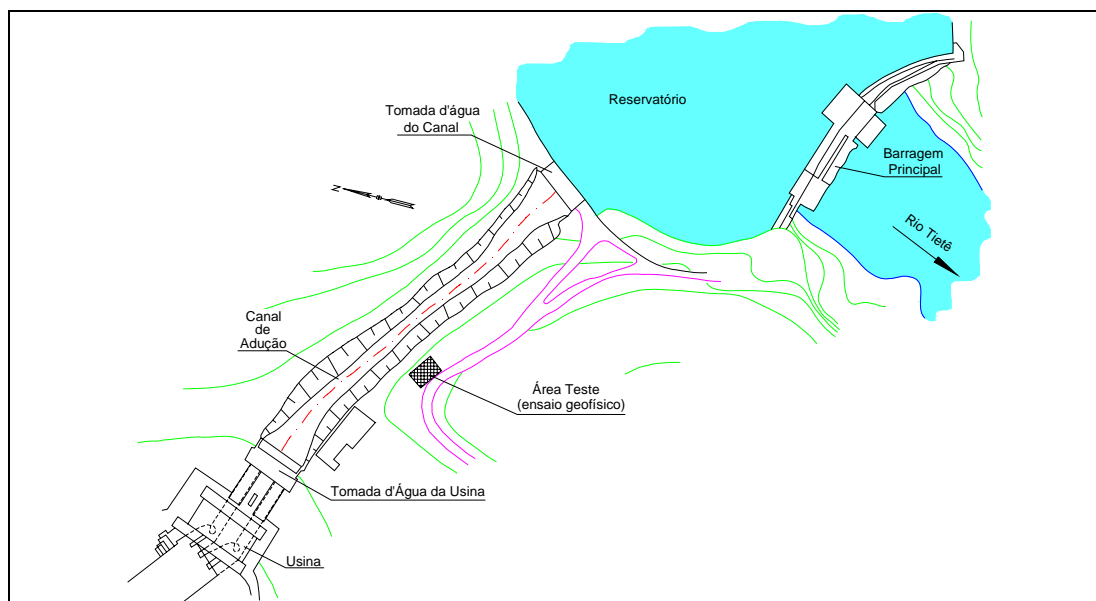 Reservatório
Tomada d'água
do Canal
Barragem
Principal
N
Rio Tietê
Canal
de
Adução
Área Teste
(ensaio geofísico)
Tomada d'Água da Usina
Usina